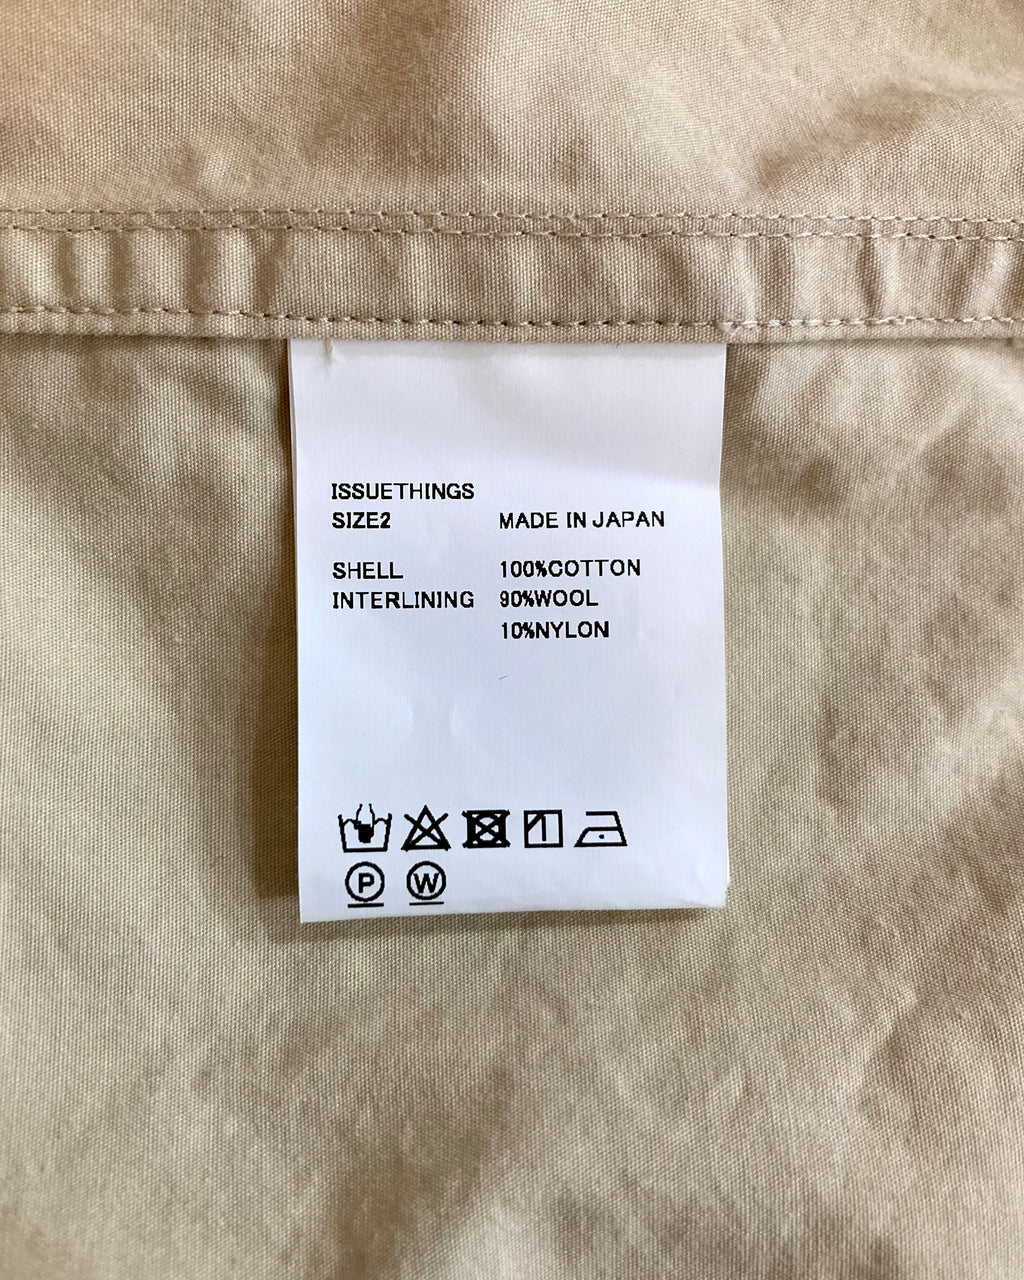 ISSUETHINGS
SIZE2 MADE IN JAPAN
SHELL 100%COTTON
INTERLINING 90%WOOL
10%NYLON
P W